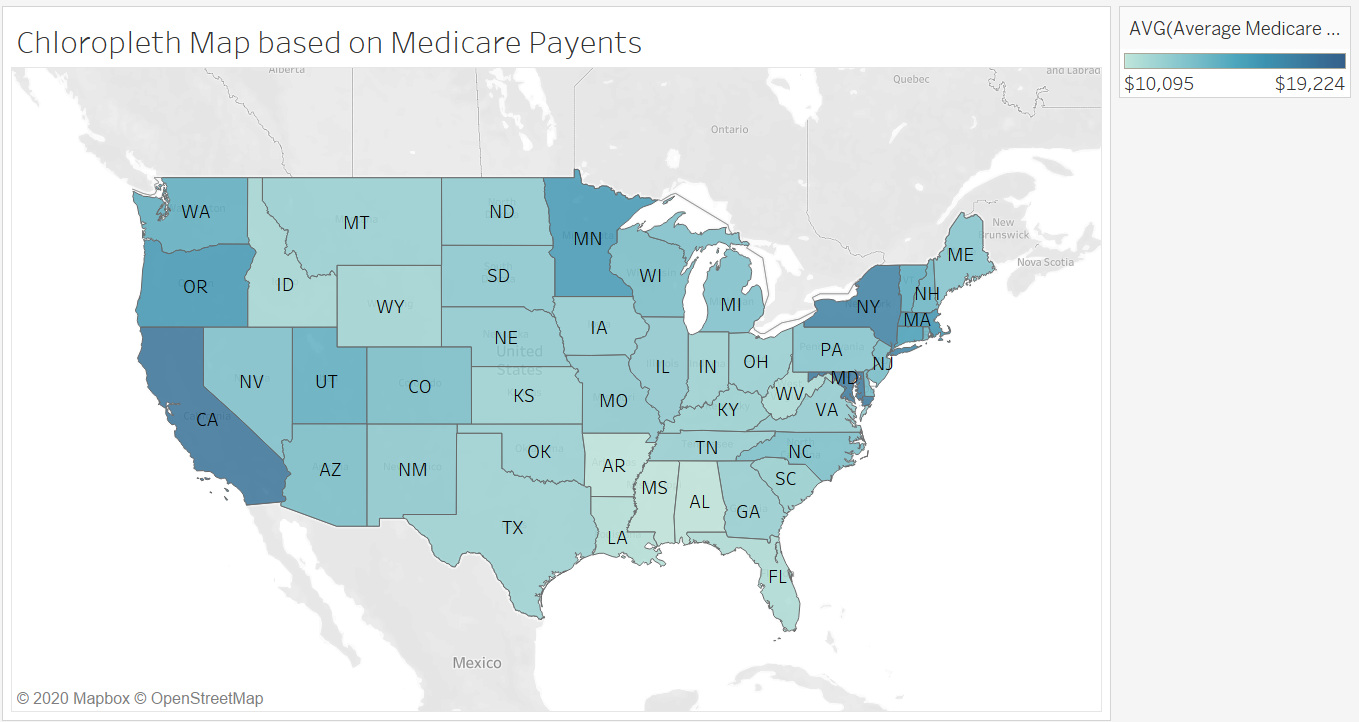 Chloropleth Map based on Medicare Payents
AVG(Average Medicare ...
$10,095
$19,224
Alberta
Quebec
and Labrad
Ontario
New
Brunswick
Nova Scotia
WA
MT
ND
MN
ME
OR
ID
SD
WI
MI
NH
NY
WY
MA
IA
NE
United
States
PA
NJ
NV
UT
CO
KS
MO
IL
IN
OH
WV
MD
VA
KY
CA
AZ
NM
OK
AR
TN
NC
SC
MS
AL
GA
TX
LA
FL
Mexico
© 2020 Mapbox © OpenStreetMap